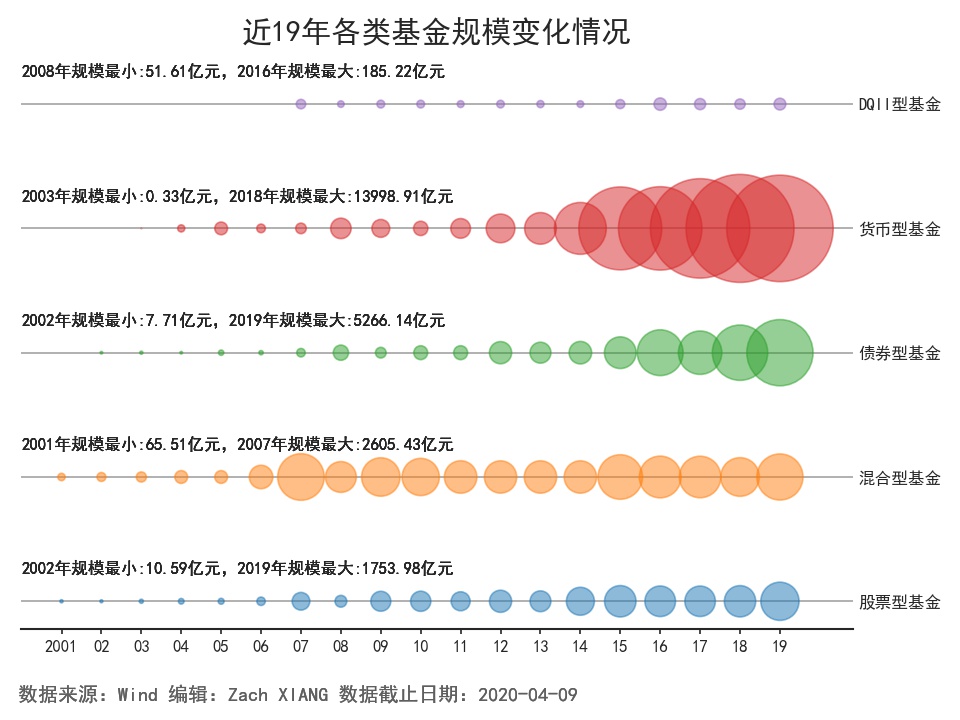 近19年各类基金规模变化情况
2008年规模最小:51.61亿元，2016年规模最大:185.22亿元
DQII型基金
2003年规模最小:0.33亿元，2018年规模最大:13998.91亿元
货币型基金
2002年规模最小:7.71亿元，2019年规模最大:5266.14亿元
债券型基金
2001年规模最小:65.51亿元，2007年规模最大:2605.43亿元
混合型基金
2002年规模最小:10.59亿元，2019年规模最大:1753.98亿元
股票型基金
2001 02 03 04 05 06 07 08 09 10 11 12 13 14 15 16 17 18 19
数据来源：Wind 编辑：Zach XIANG 数据截止日期：2020-04-09